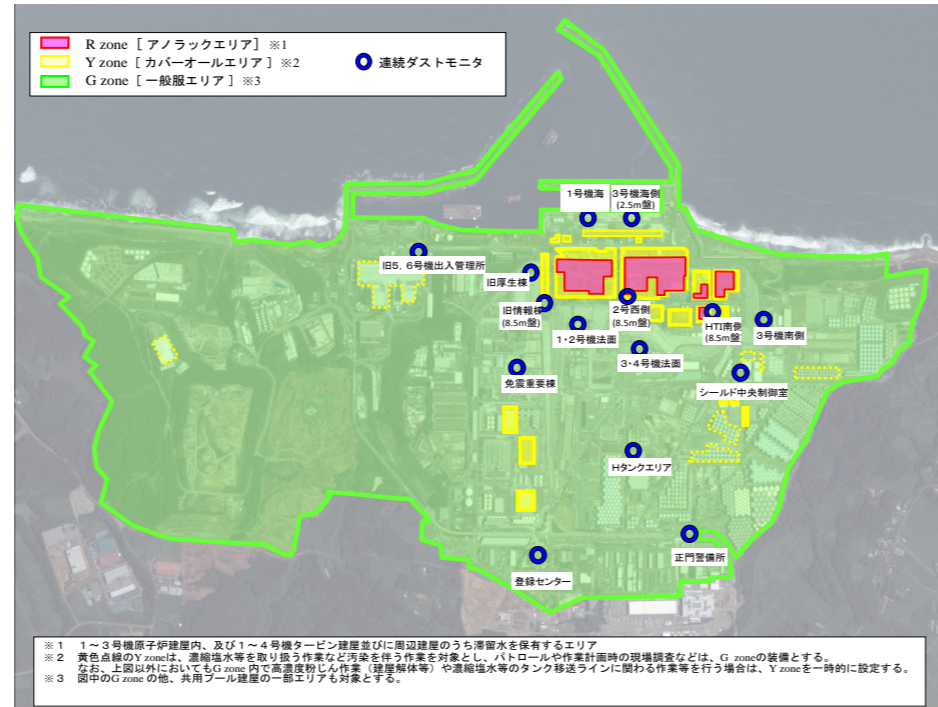 R zone [ アノラックエリア] ※1
Y zone [ カバーオールエリア ] ※2
G zone [ 一般服エリア ] ※3
連続ダストモニタ
1号機海
3号機海側
(2.5m盤)
旧5．6号機出入管理所
旧厚生棟
旧情報棟
(8.5m盤)
2号西側
(8.5m盤)
HTI南側
(8.5m盤)
3号機南側
1・2号機法面
3・4号機法面
免震重要棟
シールド中央制御室
Hタンクエリア
正門警備所
登録センター
※1 1～3号機原子炉建屋内、及び1～4号機タービン建屋並びに周辺建屋のうち滞留水を保有するエリア
※2 黄色点線のY zoneは、濃縮塩水等を取り扱う作業など汚染を伴う作業を対象とし、パトロールや作業計画時の現場調査などは、G zoneの装備とする。
なお、上図以外においてもG zone 内で高濃度粉じん作業（建屋解体等）や濃縮塩水等のタンク移送ラインに関わる作業等を行う場合は、Y zoneを一時的に設定する。
※3 図中のG zone の他、共用プール建屋の一部エリアも対象とする。